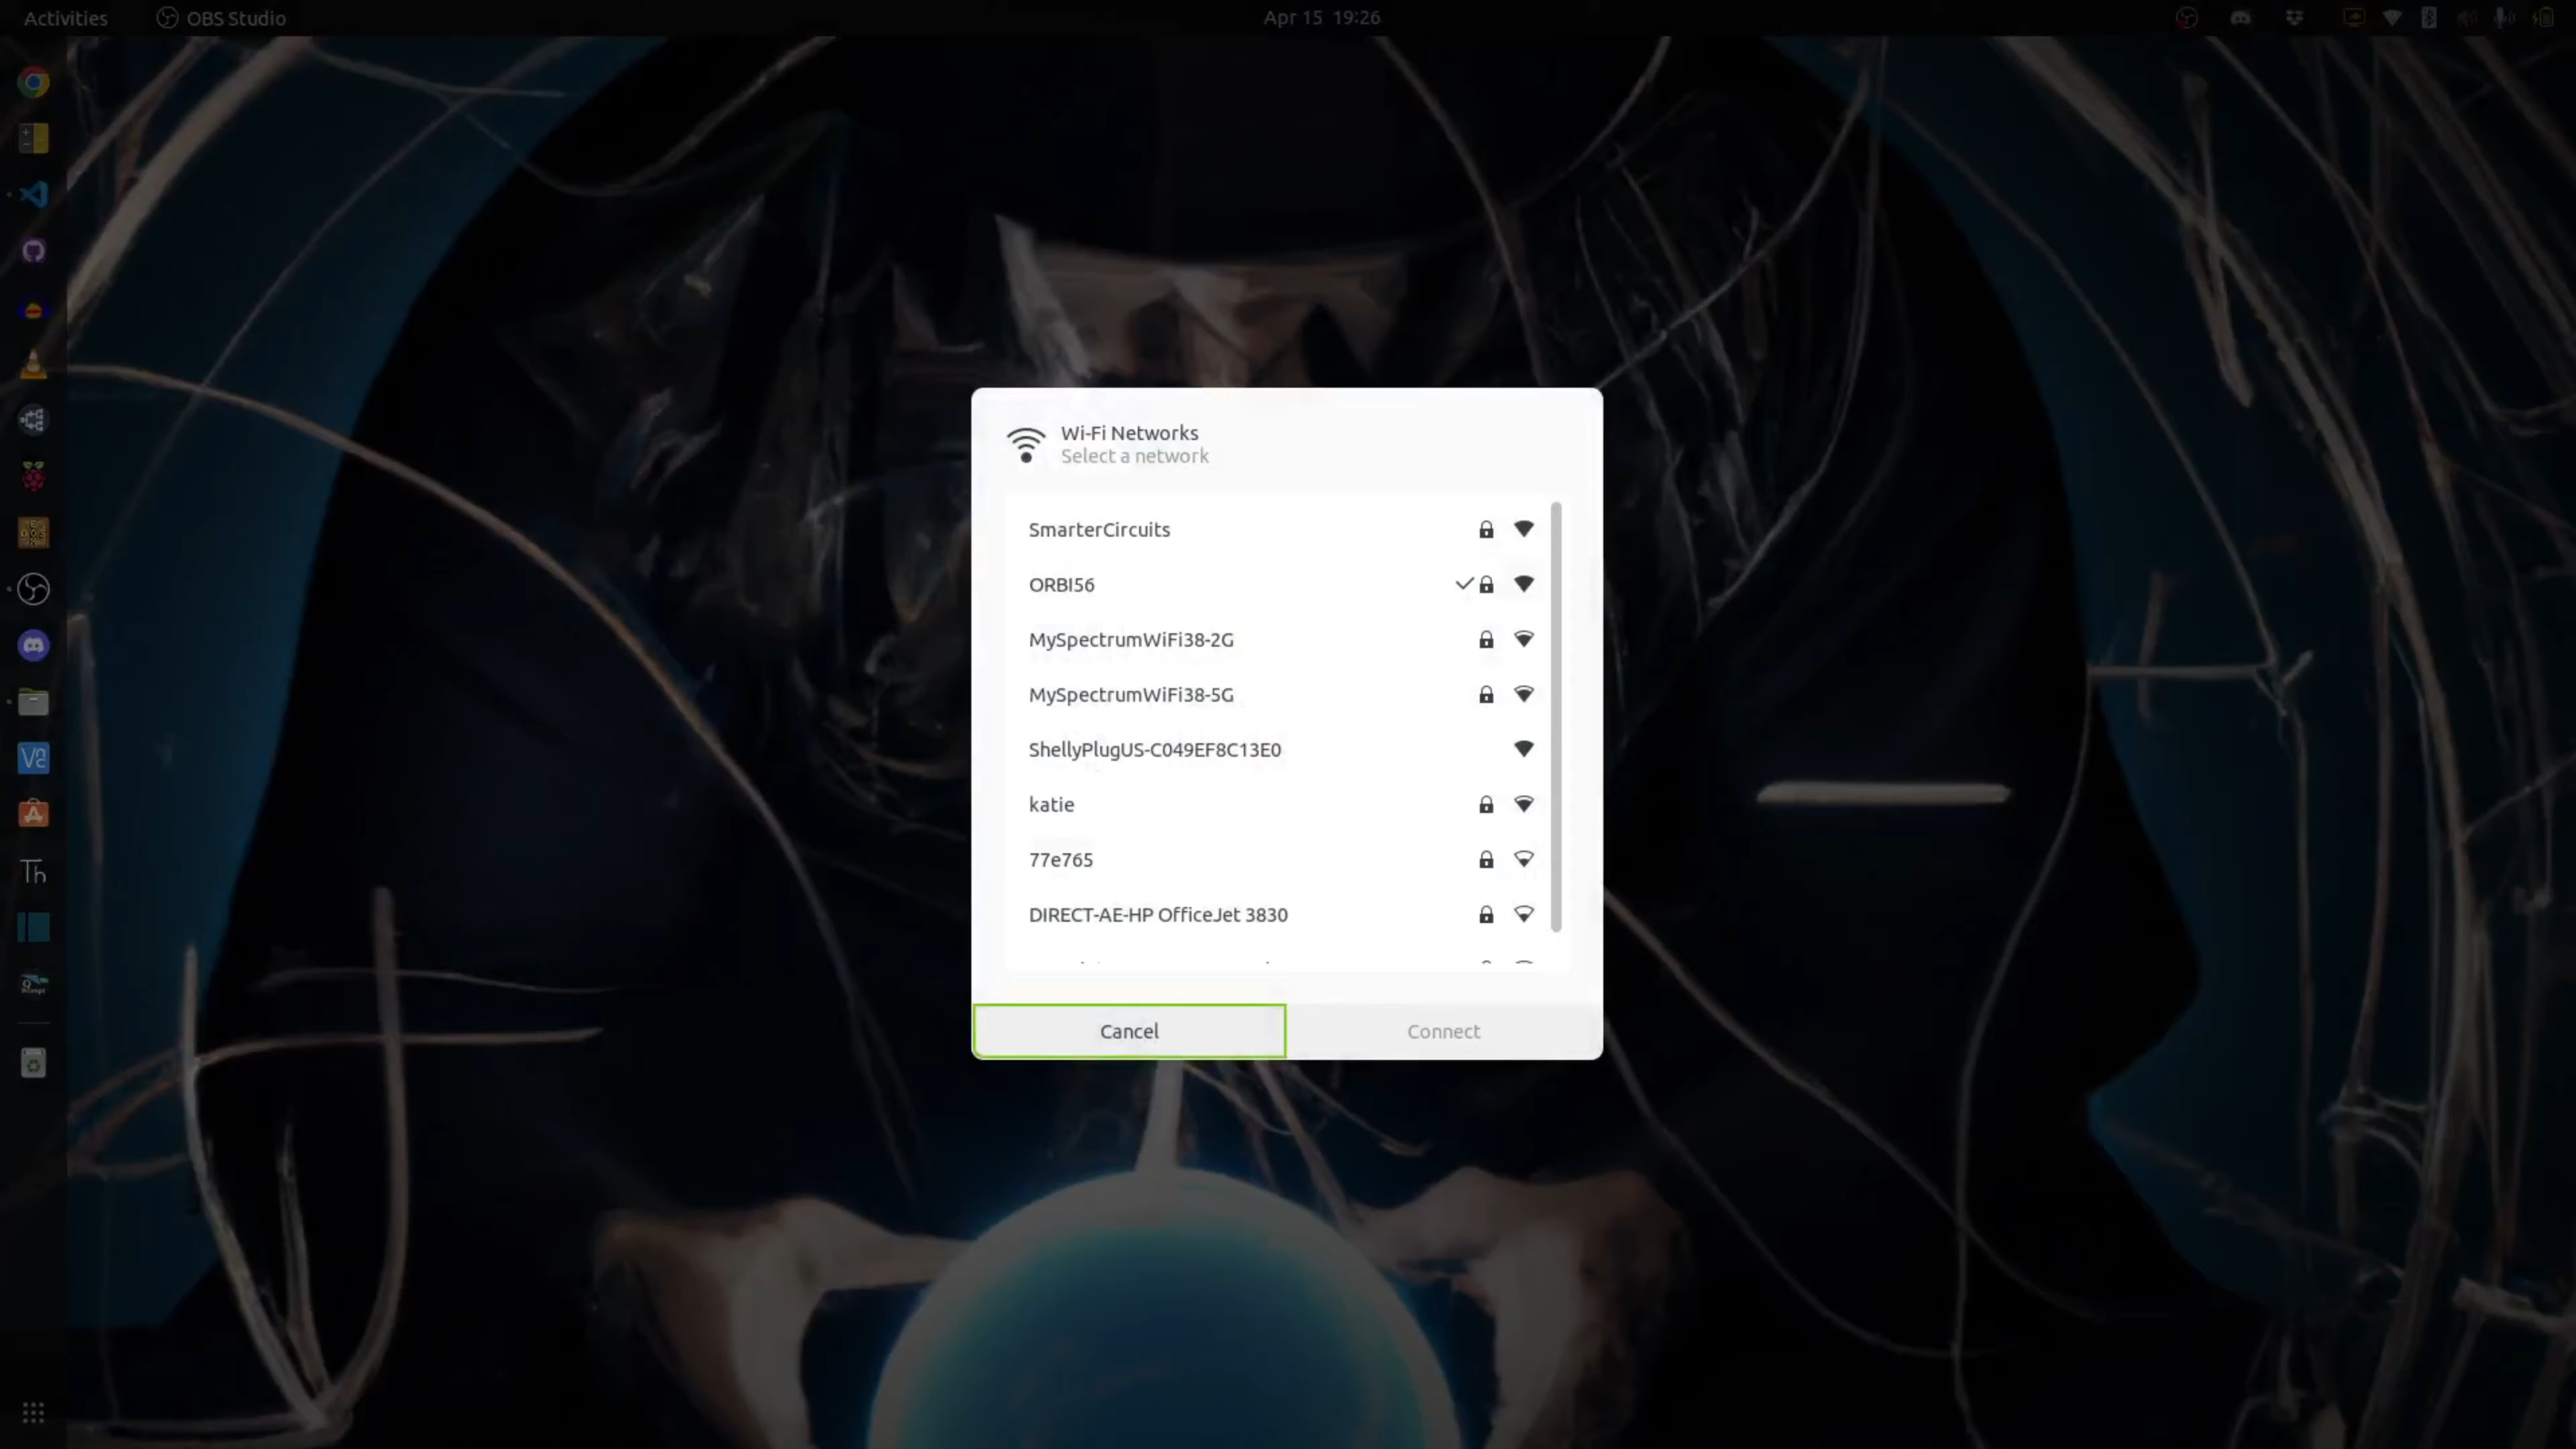 Activities
OBS Studio
Apr 15 19:26
Wi-Fi Networks
Select a network
SmarterCircuits
ORBI56
MySpectrumWiFi38-2G
MySpectrumWiFi38-5G
ShellyPlugUS-C049EF8C13E0
katie
77e765
DIRECT-AE-HP OfficeJet 3830
Cancel
Connect
Th